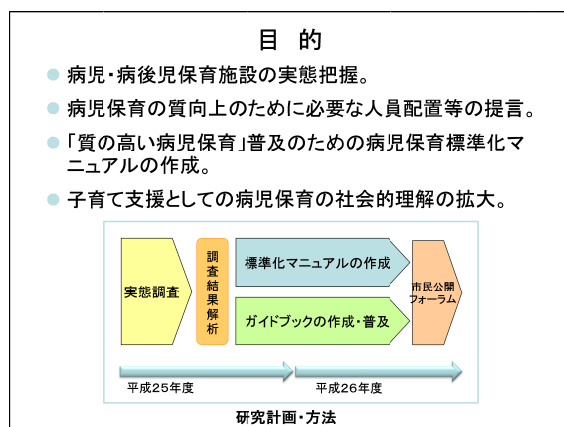 目 的
病児・病後児保育施設の実態把握。
病児保育の質向上のために必要な人員配置等の提言。
「質の高い病児保育」普及のための病児保育標準化マ
ニュアルの作成。
子育て支援としての病児保育の社会的理解の拡大。
実態調査
調査結果解析
標準化マニュアルの作成
ガイドブックの作成・普及
市民公開
フォーラム
平成25年度
平成26年度
研究計画・方法